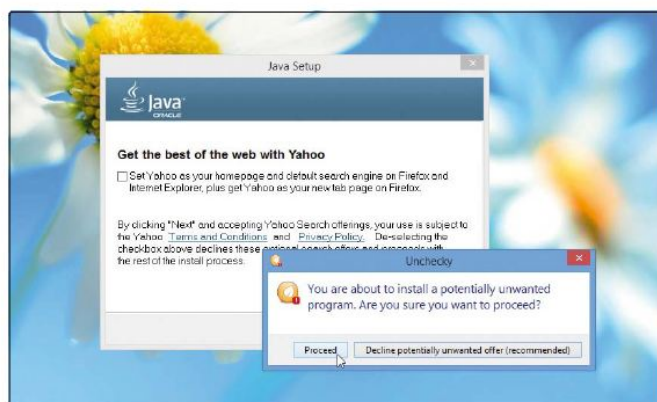 Java Setup
Java
ORACLE
Get the best of the web with Yahoo
Set Yahoo as your homepage and default search engine on Firefox and
Internet Explorer, plus get Yahoo as your new tab page on Firefox.
By clicking "Next" and accepting Yahoo Search offerings, your use is subject to
the Yahoo Terms and Conditions and Privacy Policy. De-selecting the
checkbox above declines these
the rest of the install process.
Unchecky
You are about to install a potentially unwanted
program. Are you sure you want to proceed?
Proceed
Decline potentially unwanted offer (recommended)